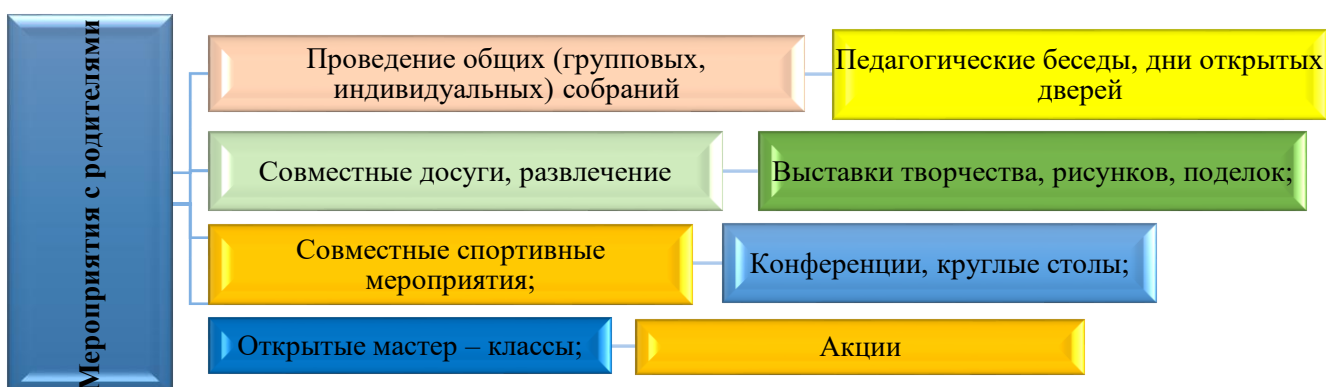 Мероприятия с родителями
Проведение общих (групповых,
индивидуальных) собраний
Педагогические беседы, дни открытых
дверей
Совместные досуги, развлечение
Выставки творчества, рисунков, поделок;
Совместные спортивные
мероприятия;
Конференции, круглые столы;
Открытые мастер – классы;
Акции